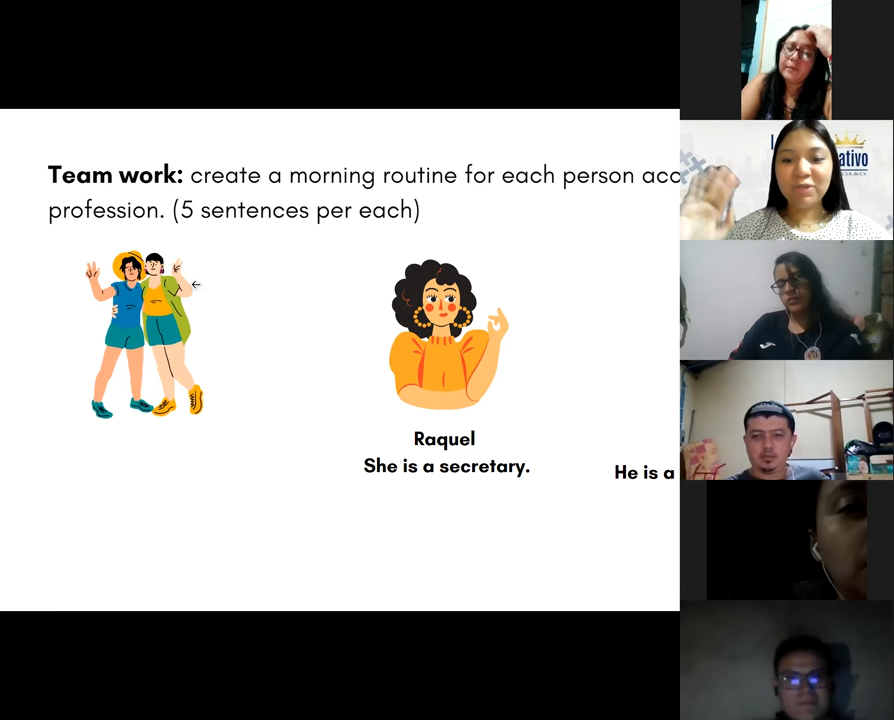 Team work: create a morning routine for each person
profession. (5 sentences per each)
Raquel
She is a secretary.
He is a